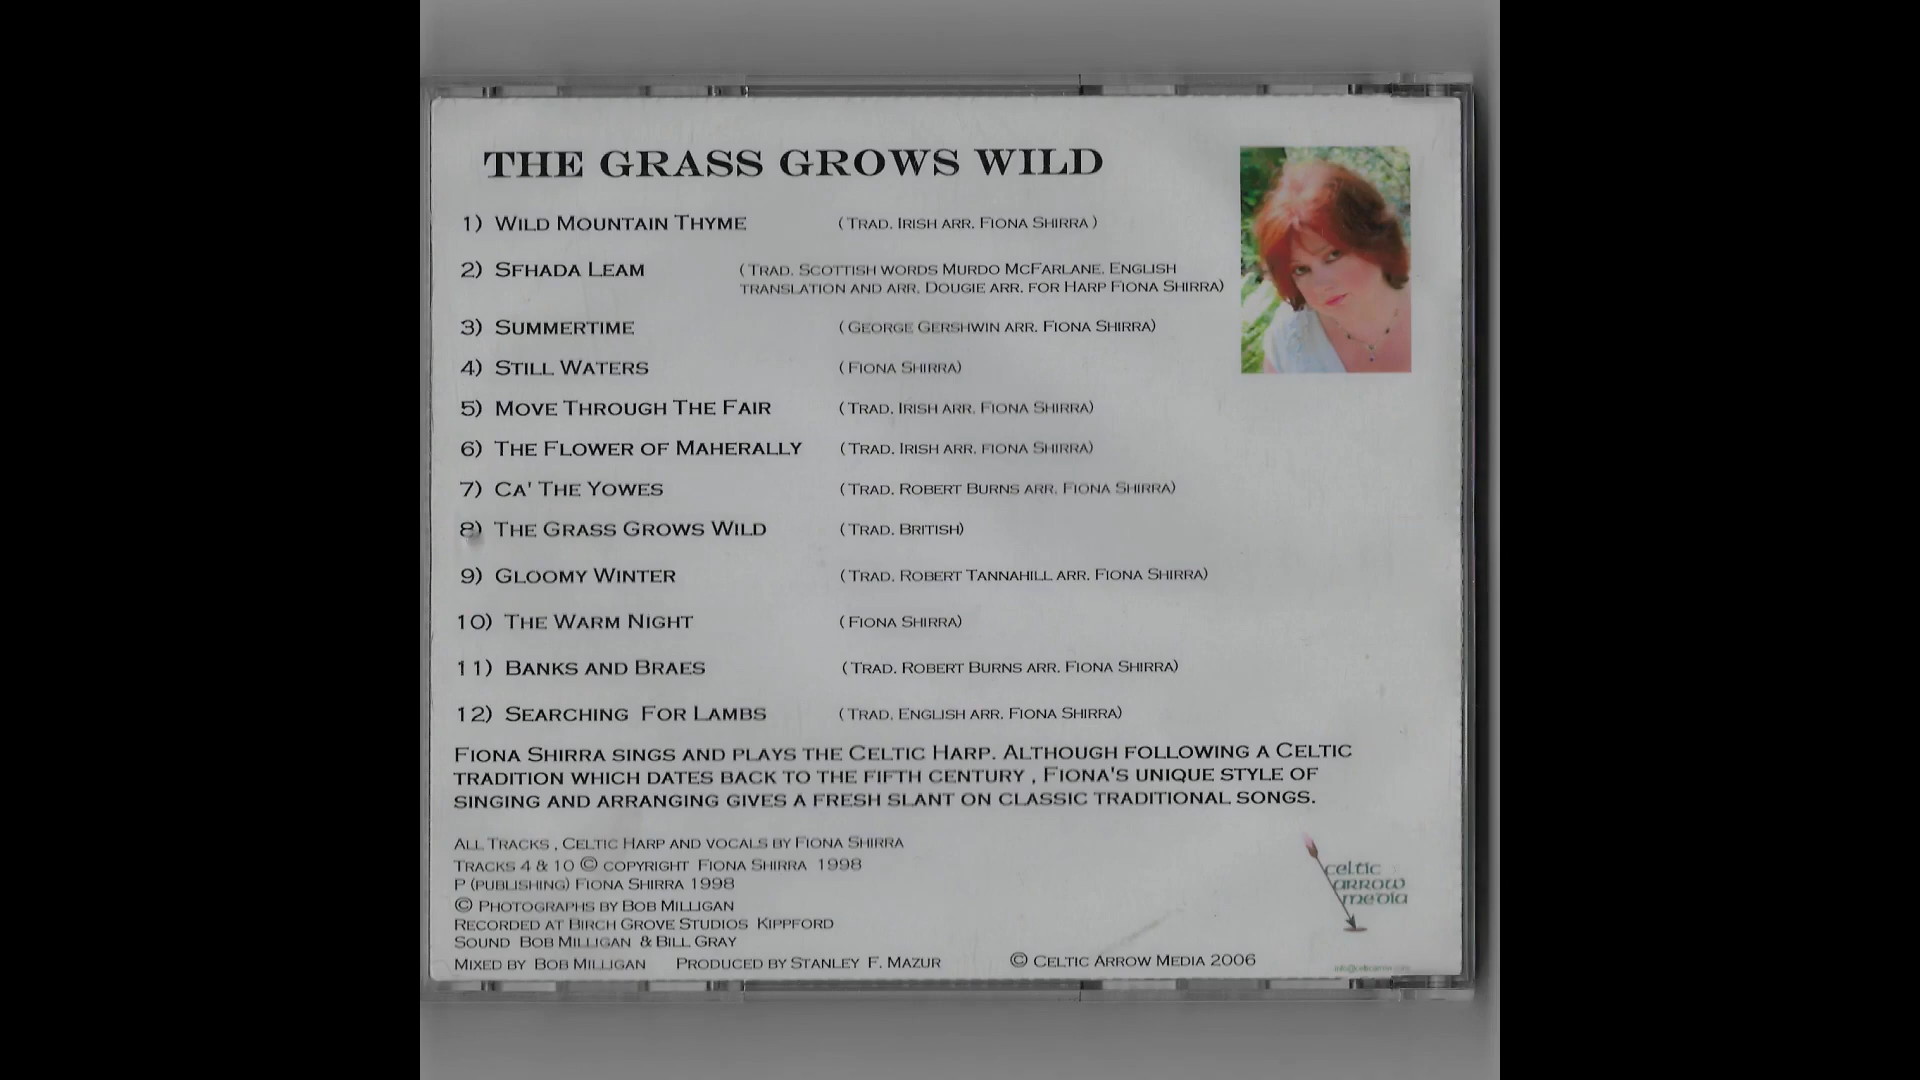 THE GRASS GROWS WILD
1) WILD MOUNTAIN THYME (TRAD. IRISH ARR. FIONA SHIRRA )
2) SFHADA LEAM (TRAD. SCOTTISH WORDS MURDO MCFARLANE. ENGLISH
TRANSLATION AND ARR. DOUGIE ARR. FOR HARP FIONA SHIRRA)
3) SUMMERTIME (GEORGE GERSHWIN ARR. FIONA SHIRRA)
4) STILL WATERS (FIONA SHIRRA)
5) MOVE THROUGH THE FAIR (TRAD. IRISH ARR. FIONA SHIRRA)
6) THE FLOWER OF MAHERALLY (TRAD. IRISH ARR. FIONA SHIRRA)
7) CA' THE YOWES (TRAD. ROBERT BURNS ARR. FIONA SHIRRA)
8) THE GRASS GROWS WILD (TRAD. BRITISH)
9) GLOOMY WINTER (TRAD. ROBERT TANNAHILL ARR. FIONA SHIRRA)
10) THE WARM NIGHT (FIONA SHIRRA)
11) BANKS AND BRAES (TRAD. ROBERT BURNS ARR. FIONA SHIRRA)
12) SEARCHING FOR LAMBS (TRAD. ENGLISH ARR. FIONA SHIRRA)
FIONA SHIRRA SINGS AND PLAYS THE CELTIC HARP. ALTHOUGH FOLLOWING A CELTIC
TRADITION WHICH DATES BACK TO THE FIFTH CENTURY , FIONA'S UNIQUE STYLE OF
SINGING AND ARRANGING GIVES A FRESH SLANT ON CLASSIC TRADITIONAL SONGS.
ALL TRACKS , CELTIC HARP AND VOCALS BY FIONA SHIRRA
TRACKS 4 & 10 © COPYRIGHT FIONA SHIRRA 1998
P (PUBLISHING) FIONA SHIRRA 1998
© PHOTOGRAPHS BY BOB MILLIGAN
RECORDED AT BIRCH GROVE STUDIOS KIPPFORD
SOUND BOB MILLIGAN & BILL GRAY
MIXED BY BOB MILLIGAN PRODUCED BY STANLEY F. MAZUR
© CELTIC ARROW MEDIA 2006
celtic
arrow
media